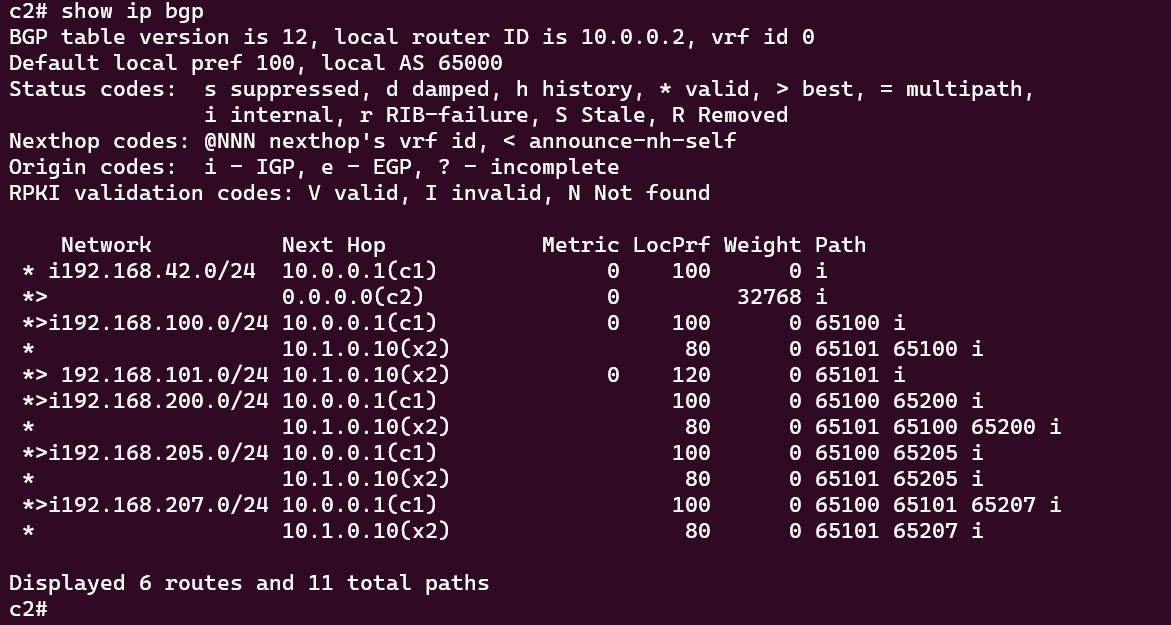 c2# show ip bgp
BGP table version is 12, local router ID is 10.0.0.2, vrf id 0
Default local pref 100, local AS 65000
Status codes:  s suppressed, d damped, h history, * valid, > best, = multipath,
               i internal, r RIB-failure, S Stale, R Removed
Nexthop codes: @NNN nexthop's vrf id, < announce-nh-self
Origin codes:  i - IGP, e - EGP, ? - incomplete
RPKI validation codes: V valid, I invalid, N Not found

    Network          Next Hop            Metric LocPrf Weight Path
 * i192.168.42.0/24  10.0.0.1(c1)             0    100      0 i
 *>                  0.0.0.0(c2)              0         32768 i
 *>i192.168.100.0/24 10.0.0.1(c1)             0    100      0 65100 i
 *                   10.1.0.10(x2)                  80      0 65101 65100 i
 *> 192.168.101.0/24 10.1.0.10(x2)            0    120      0 65101 i
 *>i192.168.200.0/24 10.0.0.1(c1)                  100      0 65100 65200 i
 *                   10.1.0.10(x2)                  80      0 65101 65100 65200 i
 *>i192.168.205.0/24 10.0.0.1(c1)                  100      0 65100 65205 i
 *                   10.1.0.10(x2)                  80      0 65101 65205 i
 *>i192.168.207.0/24 10.0.0.1(c1)                  100      0 65100 65101 65207 i
 *                   10.1.0.10(x2)                  80      0 65101 65207 i

Displayed 6 routes and 11 total paths
c2#